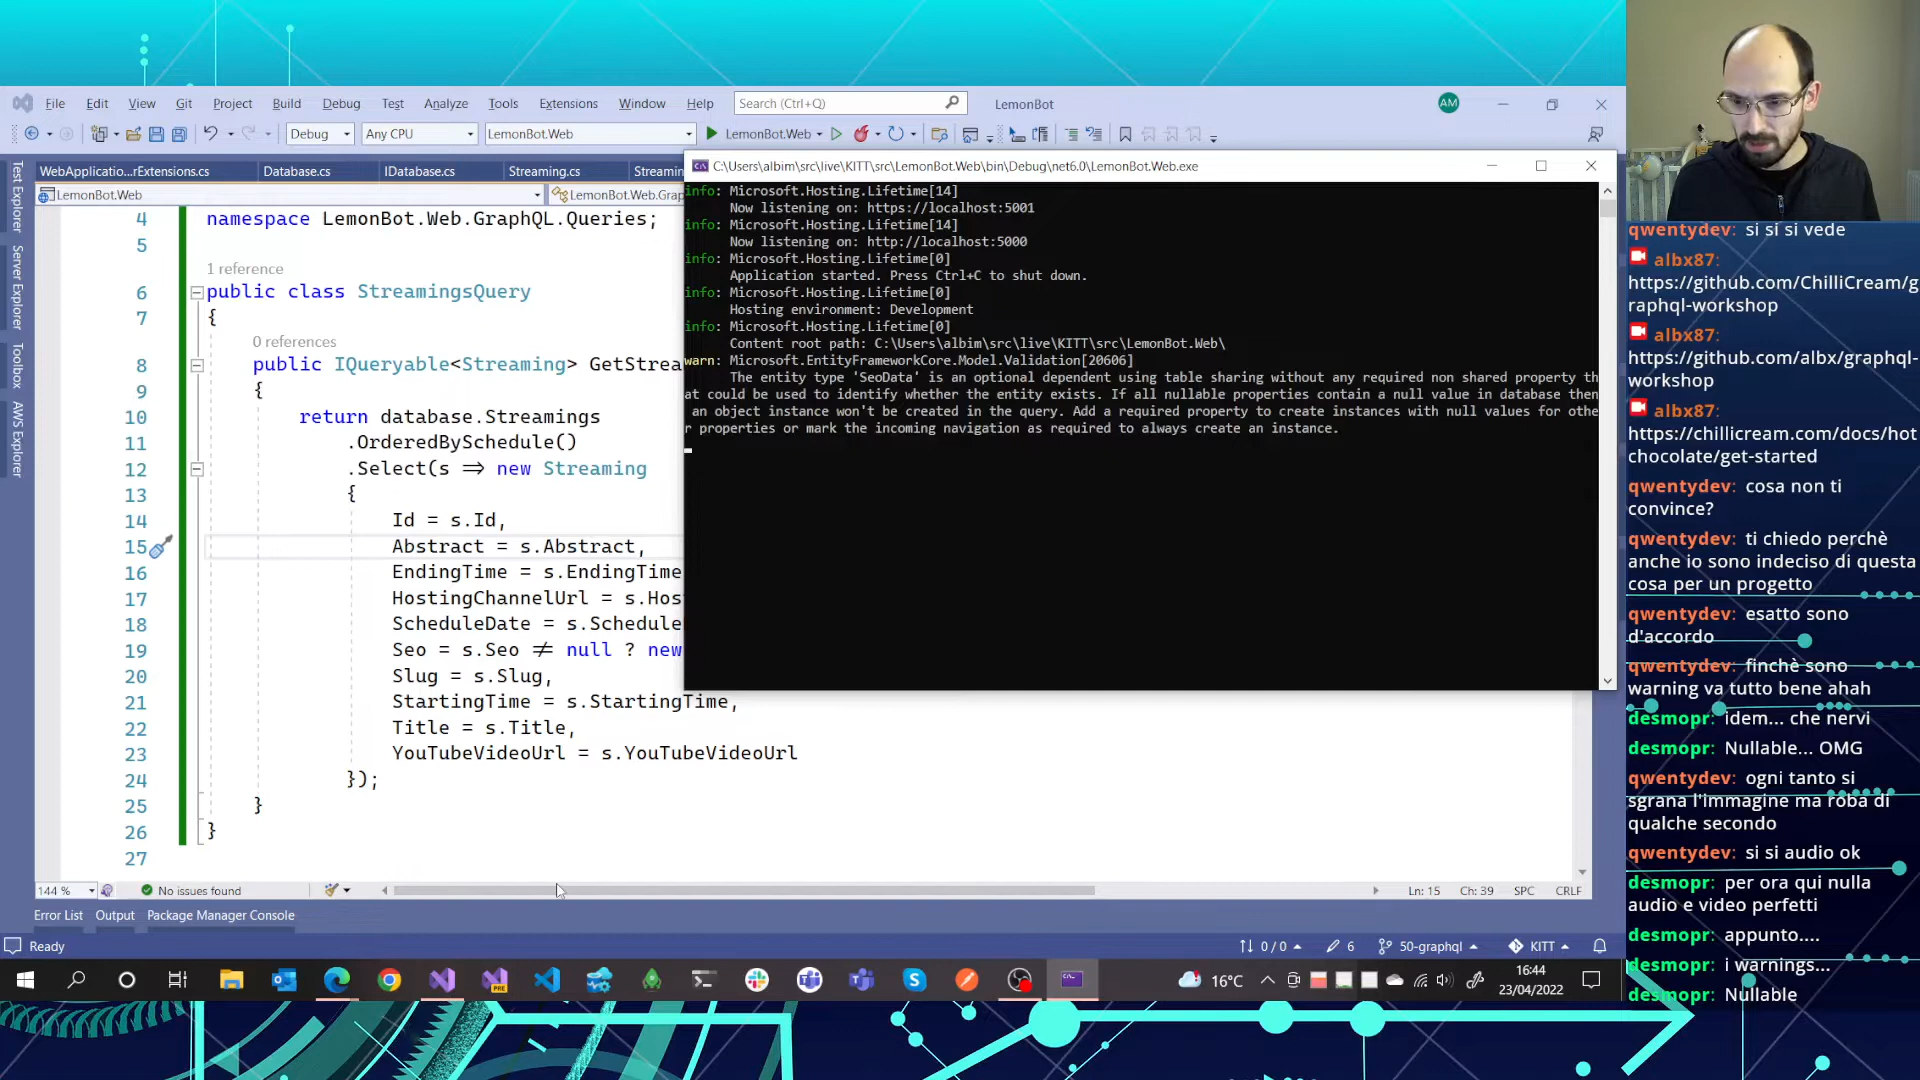 File Edit View Git Project Build Debug Test Analyze Tools Extensions Window Help Search (Ctrl+Q) LemonBot AM
Debug Any CPU LemonBot.Web LemonBot.Web
WebApplicatio...rExtensions.cs Database.cs IDatabase.cs Streaming.cs Streamin
LemonBot.Web LemonBot.Web.Grap
Test Explorer
Server Explorer
Toolbox
AWS Explorer
4 namespace LemonBot.Web.GraphQL.Queries;
5
1 reference
6 public class StreamingsQuery
7 {
0 references
8 public IQueryable<Streaming> GetStrea
9 {
10 return database.Streamings
11 .OrderedBySchedule()
12 .Select(s => new Streaming
13 {
14 Id = s.Id,
15 Abstract = s.Abstract,
16 EndingTime = s.EndingTime
17 HostingChannelUrl = s.Hos
18 ScheduleDate = s.Schedule
19 Seo = s.Seo != null ? new
20 Slug = s.Slug,
21 StartingTime = s.StartingTime,
22 Title = s.Title,
23 YouTubeVideoUrl = s.YouTubeVideoUrl
24 });
25 }
26 }
27
144 % No issues found Ln: 15 Ch: 39 SPC CRLF
Error List Output Package Manager Console
Ready 0 / 0 6 50-graphql KITT
C:\Users\albim\src\live\KITT\src\LemonBot.Web\bin\Debug\net6.0\LemonBot.Web.exe
info: Microsoft.Hosting.Lifetime[14]
Now listening on: https://localhost:5001
info: Microsoft.Hosting.Lifetime[14]
Now listening on: http://localhost:5000
info: Microsoft.Hosting.Lifetime[0]
Application started. Press Ctrl+C to shut down.
info: Microsoft.Hosting.Lifetime[0]
Hosting environment: Development
info: Microsoft.Hosting.Lifetime[0]
Content root path: C:\Users\albim\src\live\KITT\src\LemonBot.Web\
warn: Microsoft.EntityFrameworkCore.Model.Validation[20606]
The entity type 'SeoData' is an optional dependent using table sharing without any required non shared property th
at could be used to identify whether the entity exists. If all nullable properties contain a null value in database then
an object instance won't be created in the query. Add a required property to create instances with null values for othe
r properties or mark the incoming navigation as required to always create an instance.
PRE 16°C 16:44
23/04/2022
qwentydev: si si si vede
albx87:
https://github.com/ChilliCream/g
raphql-workshop
albx87:
https://github.com/albx/graphql-
workshop
albx87:
https://chillicream.com/docs/hot
chocolate/get-started
qwentydev: cosa non ti
convince?
qwentydev: ti chiedo perchè
anche io sono indeciso di questa
cosa per un progetto
qwentydev: esatto sono
d'accordo
qwentydev: finchè sono
warning va tutto bene ahah
desmopr: idem... che nervi
desmopr: Nullable... OMG
qwentydev: ogni tanto si
sgrana l'immagine ma roba di
qualche secondo
qwentydev: si si audio ok
desmopr: per ora qui nulla
audio e video perfetti
desmopr: appunto....
desmopr: i warnings...
desmopr: Nullable